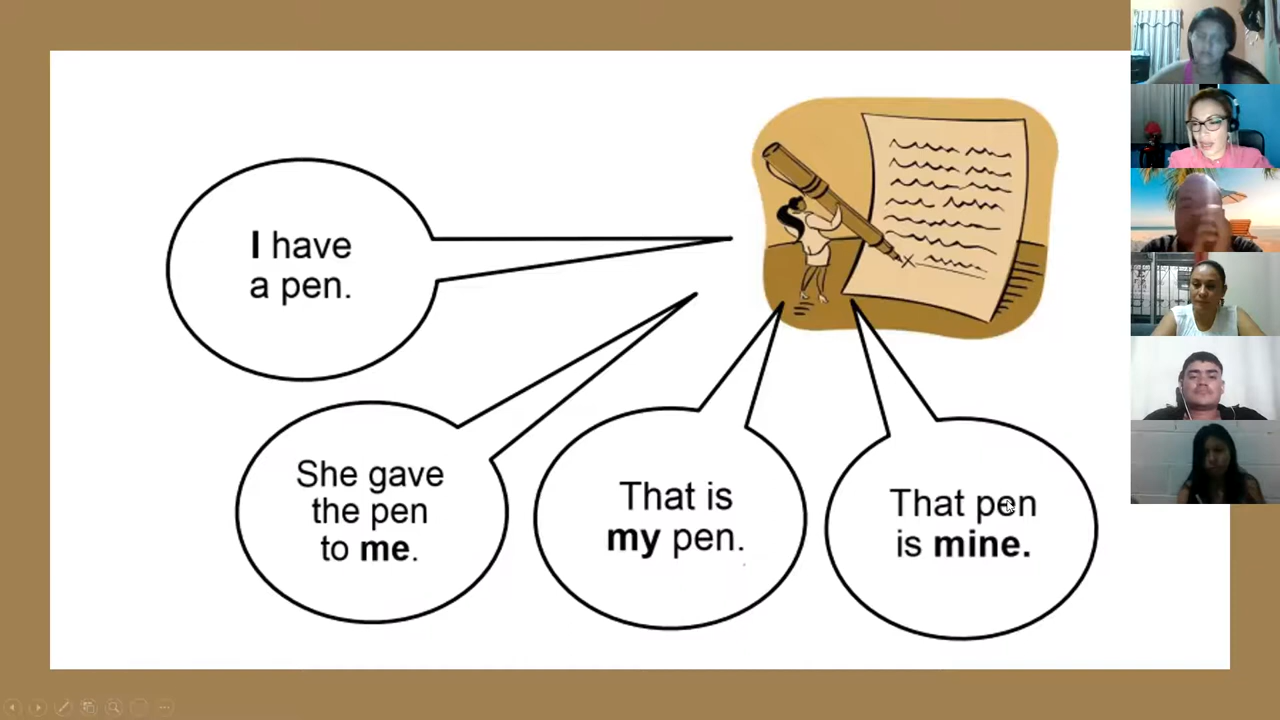 I have
a pen.
She gave
the pen
to me.
That is
my pen.
That pen
is mine.